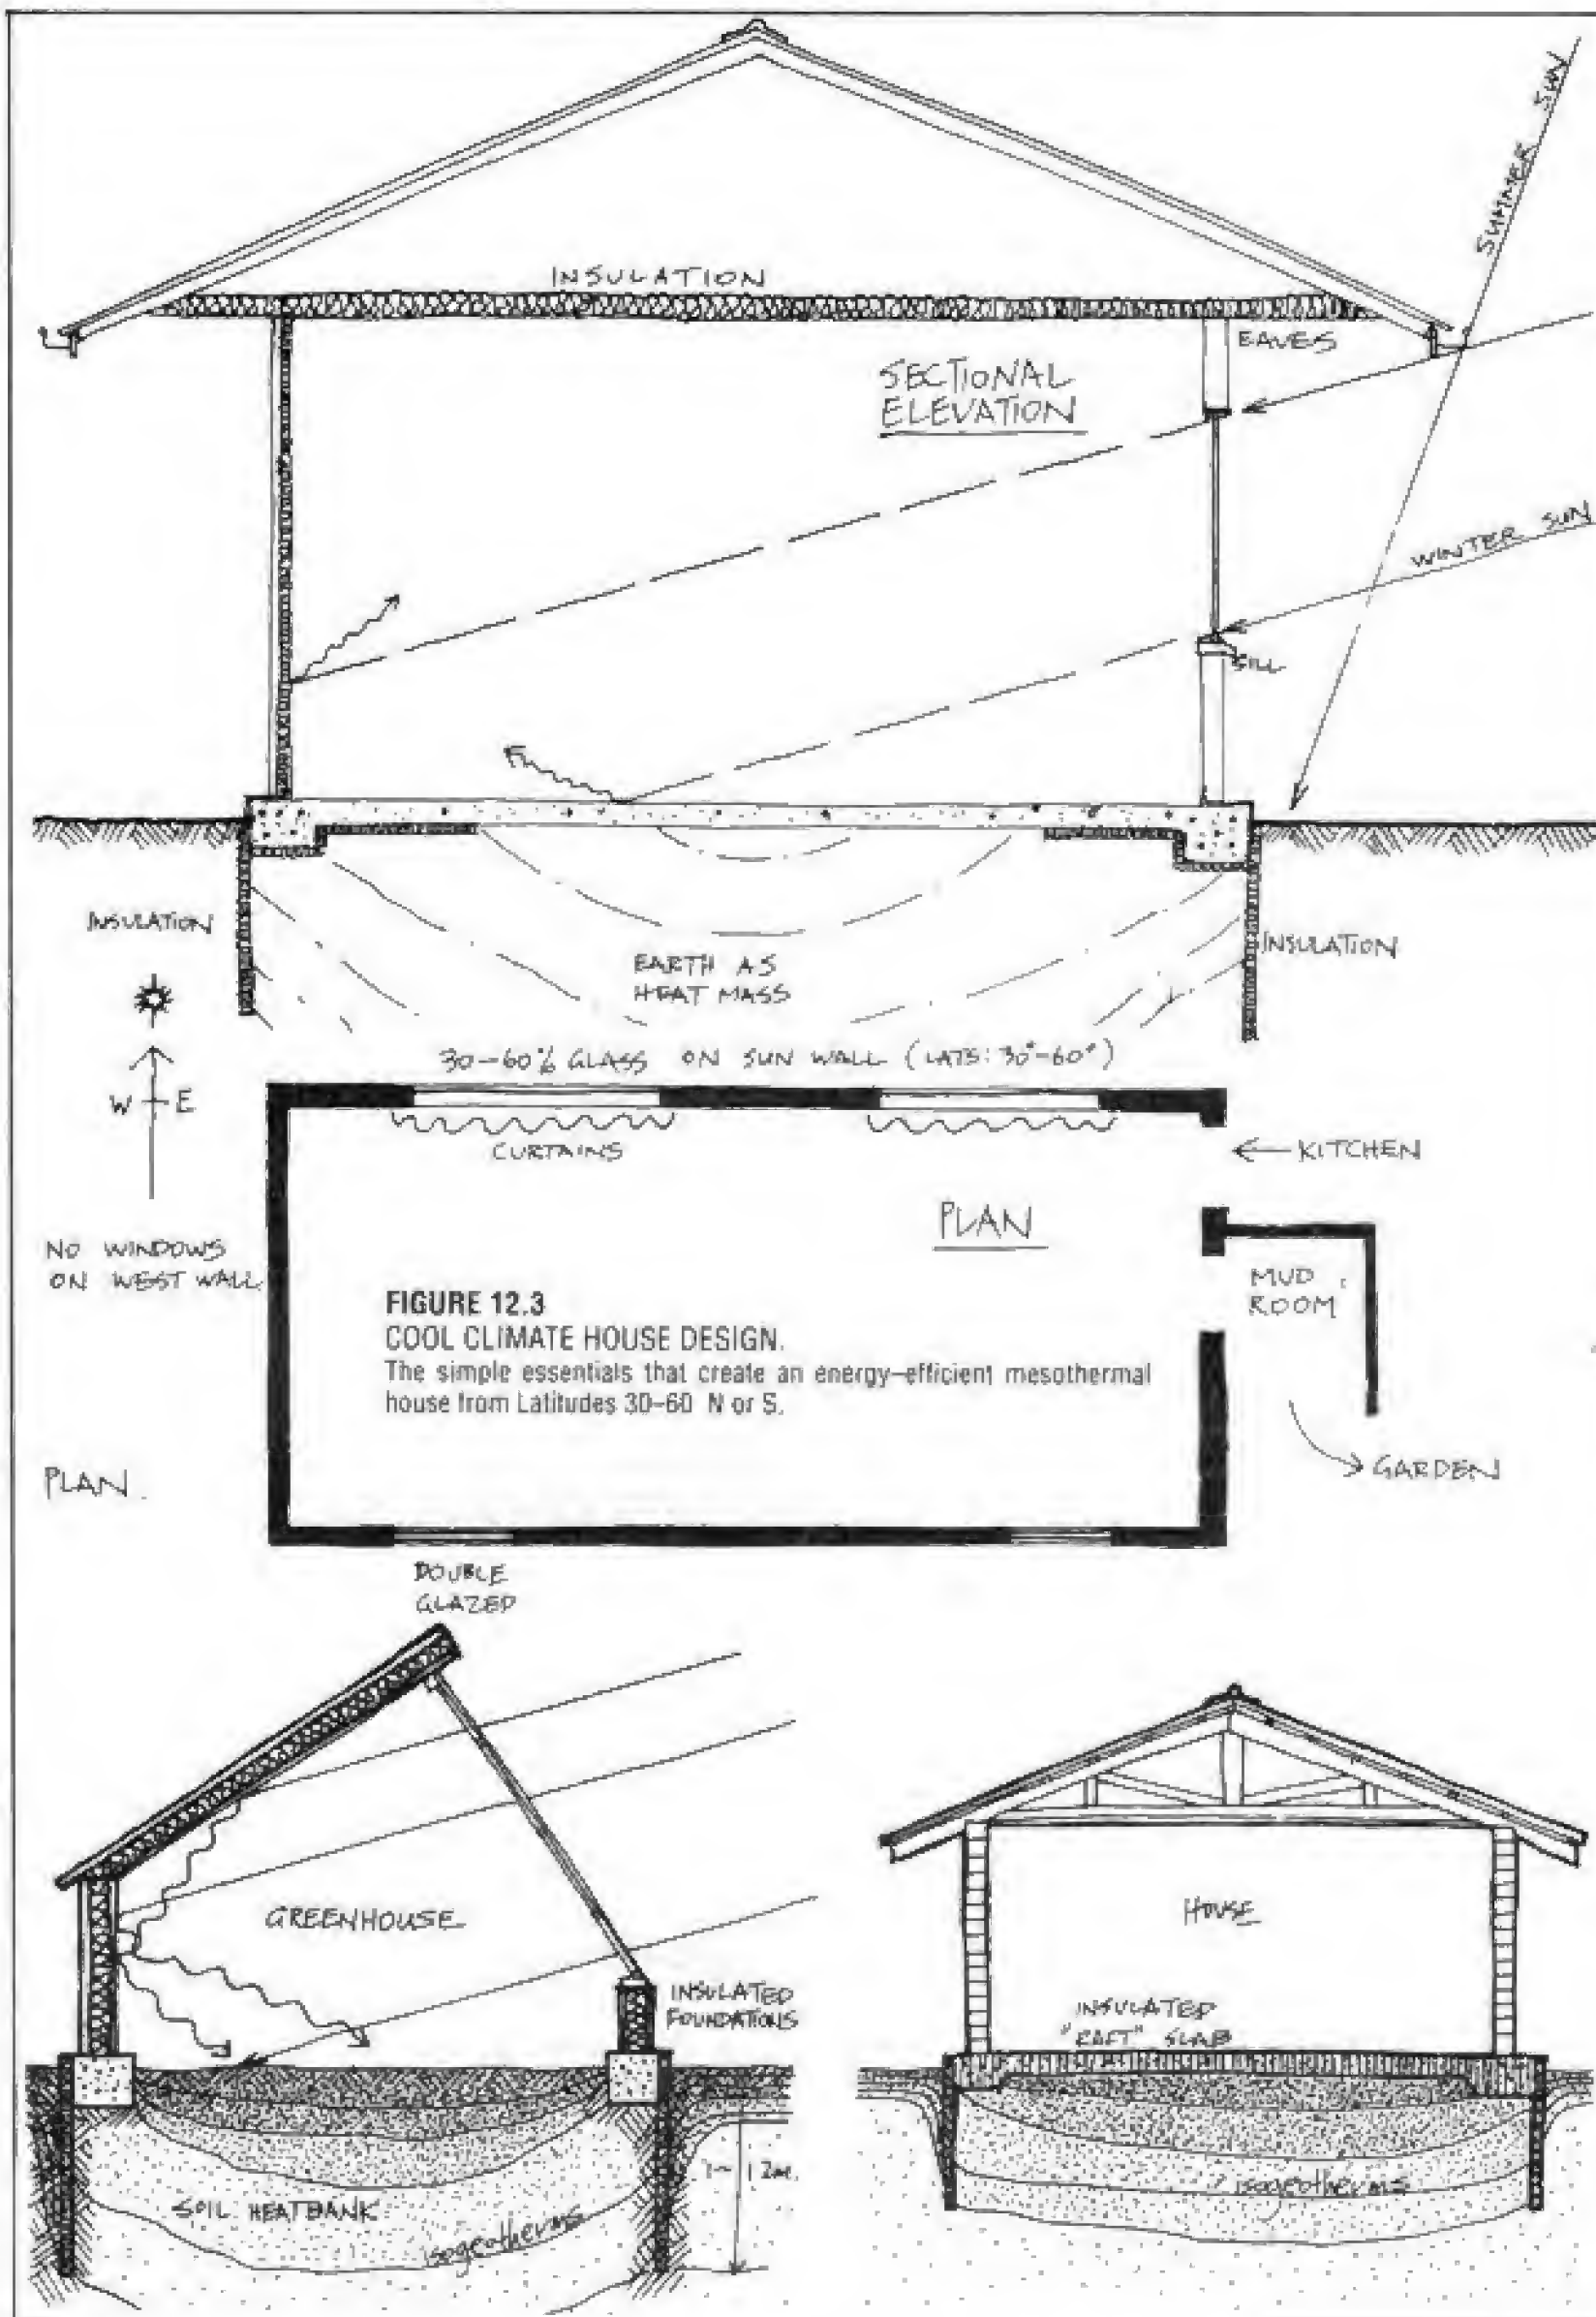 SUMMER SUN
INSULATION
EAVES
SECTIONAL
ELEVATION
WINTER SUN
SILL
INSULATION
INSULATION
EARTH AS
HEAT MASS
30-60% GLASS ON SUN WALL (LATS: 30°-60°)
W E
CURTAINS
KITCHEN
PLAN
NO WINDOWS
ON WEST WALL
MUD
ROOM
FIGURE 12.3
COOL CLIMATE HOUSE DESIGN.
The simple essentials that create an energy-efficient mesothermal
house from Latitudes 30-60 N or S.
PLAN.
GARDEN
DOUBLE
GLAZED
GREENHOUSE
HOUSE
INSULATED
FOUNDATIONS
INSULATED
"RAFT" SLAB
SOIL HEATBANK
isogeotherms
isogeotherms